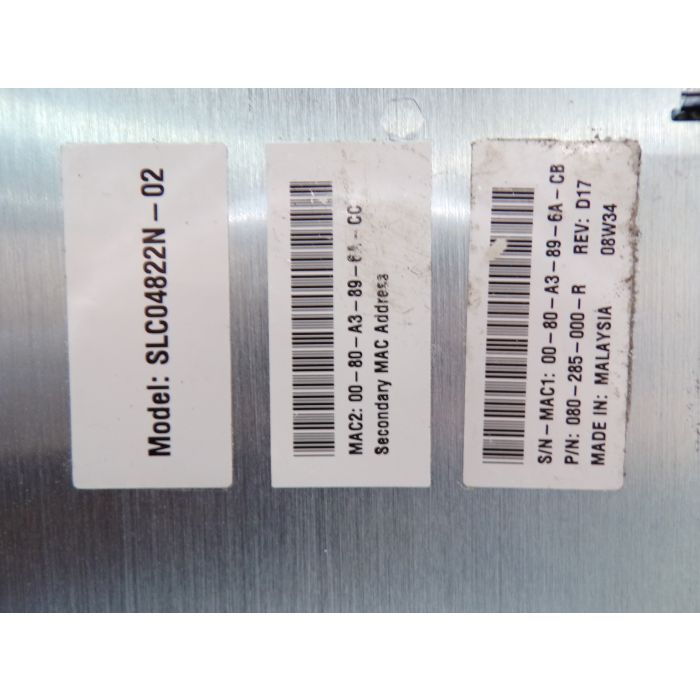 Model: SLC04822N-02
MAC2: 00-80-A3-89-6A-CC
Secondary MAC Address
S/N-MAC1: 00-80-A3-89-6A-CB
P/N: 080-285-000-R REV: D17
MADE IN: MALAYSIA 08W34